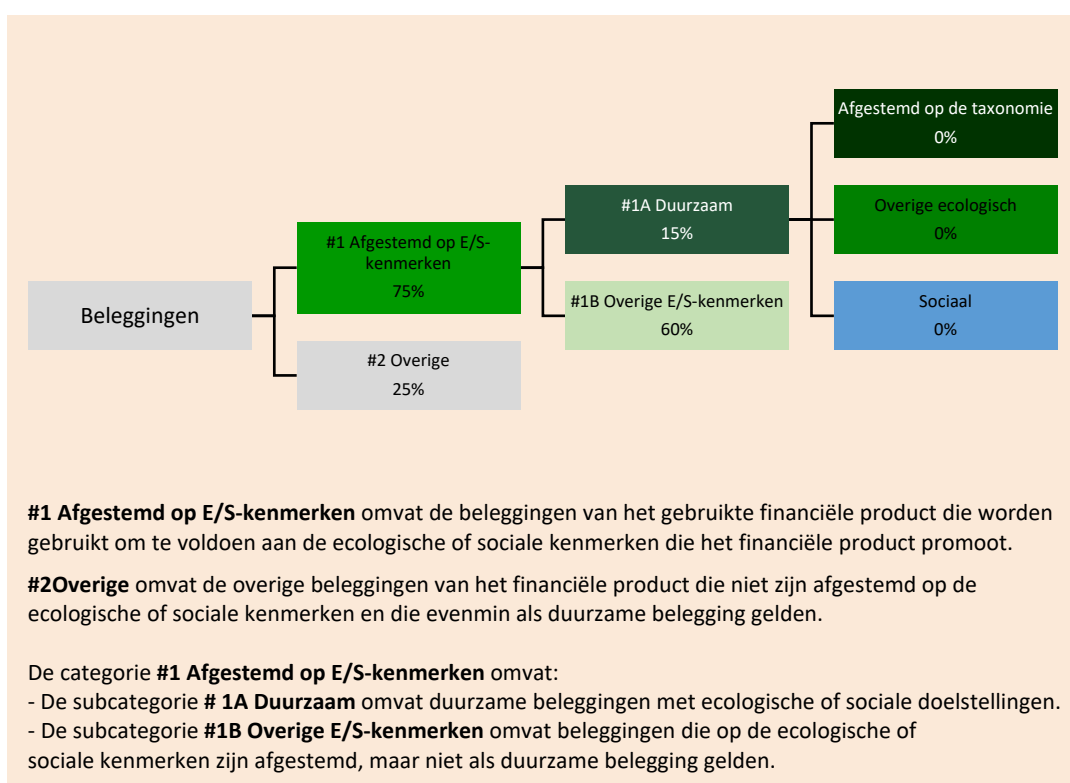 Afgestemd op de taxonomie
0%
#1A Duurzaam
15%
Overige ecologisch
0%
#1 Afgestemd op E/S-
kenmerken
75%
Beleggingen
#1B Overige E/S-kenmerken
60%
Sociaal
0%
#2 Overige
25%
#1 Afgestemd op E/S-kenmerken omvat de beleggingen van het gebruikte financiële product die worden
gebruikt om te voldoen aan de ecologische of sociale kenmerken die het financiële product promoot.
#2Overige omvat de overige beleggingen van het financiële product die niet zijn afgestemd op de
ecologische of sociale kenmerken en die evenmin als duurzame belegging gelden.
De categorie #1 Afgestemd op E/S-kenmerken omvat:
- De subcategorie # 1A Duurzaam omvat duurzame beleggingen met ecologische of sociale doelstellingen.
- De subcategorie #1B Overige E/S-kenmerken omvat beleggingen die op de ecologische of
sociale kenmerken zijn afgestemd, maar niet als duurzame belegging gelden.